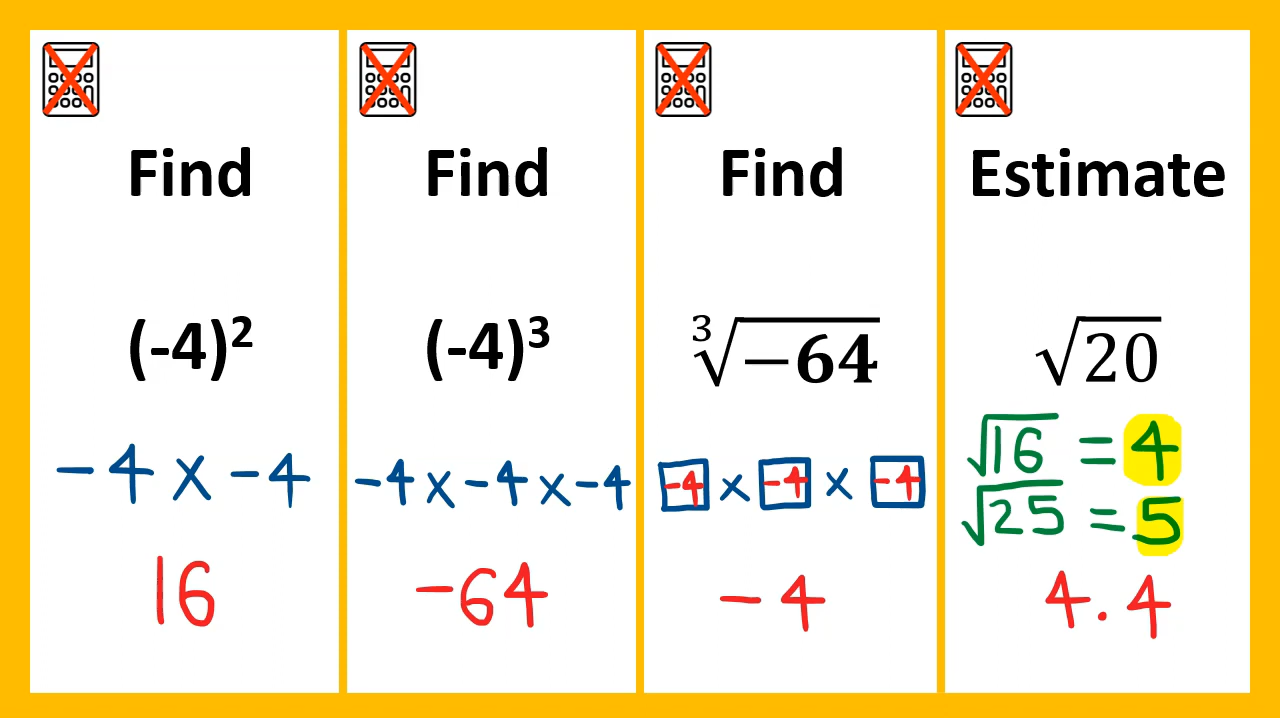 Find
(-4)²
-4 × -4
16
Find
(-4)³
-4 × -4 × -4
-64
Find
∛−64
-4 × -4 × -4
-4
Estimate
√20
√16 = 4
√25 = 5
4.4